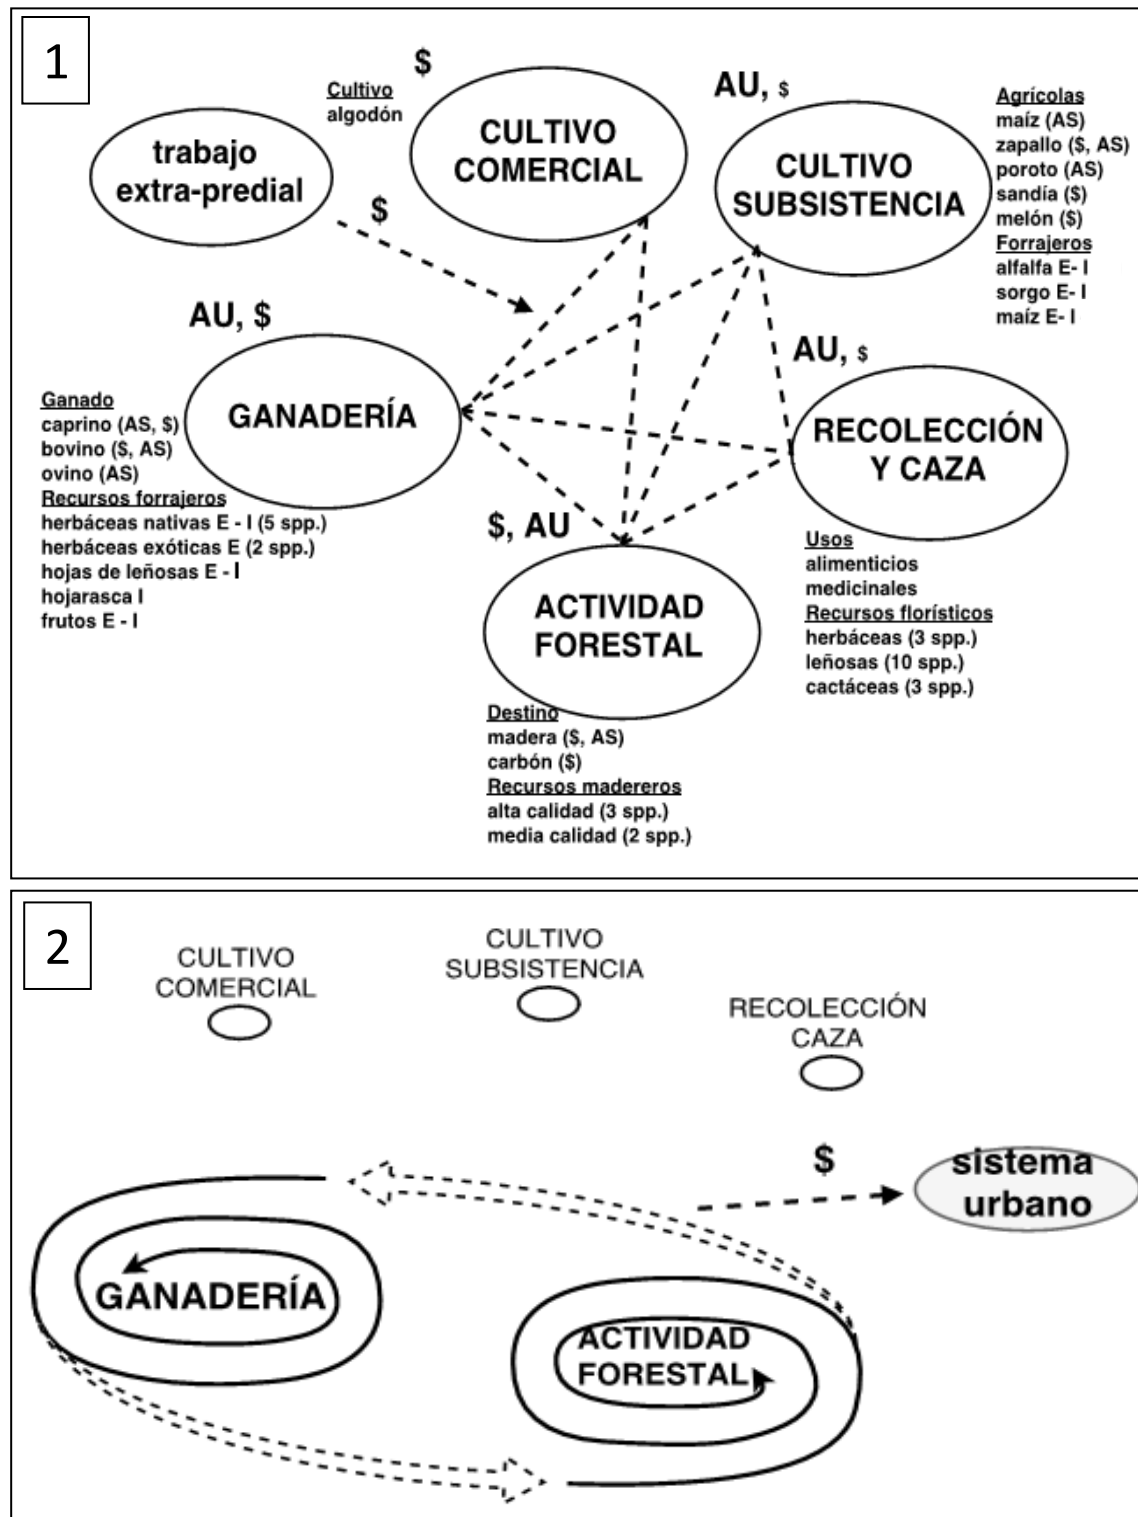 1
$
Cultivo
algodón
CULTIVO
COMERCIAL
AU, $
CULTIVO
SUBSISTENCIA
Agrícolas
maíz (AS)
zapallo ($, AS)
poroto (AS)
sandía ($)
melón ($)
Forrajeros
alfalfa E- I
sorgo E- I
maíz E- I
trabajo
extra-predial
$
AU, $
GANADERÍA
Ganado
caprino (AS, $)
bovino ($, AS)
ovino (AS)
Recursos forrajeros
herbáceas nativas E - I (5 spp.)
herbáceas exóticas E (2 spp.)
hojas de leñosas E - I
hojarasca I
frutos E - I
AU, $
RECOLECCIÓN
Y CAZA
Usos
alimenticios
medicinales
Recursos florísticos
herbáceas (3 spp.)
leñosas (10 spp.)
cactáceas (3 spp.)
$, AU
ACTIVIDAD
FORESTAL
Destino
madera ($, AS)
carbón ($)
Recursos madereros
alta calidad (3 spp.)
media calidad (2 spp.)
2
CULTIVO
COMERCIAL
CULTIVO
SUBSISTENCIA
RECOLECCIÓN
CAZA
$
sistema
urbano
GANADERÍA
ACTIVIDAD
FORESTAL